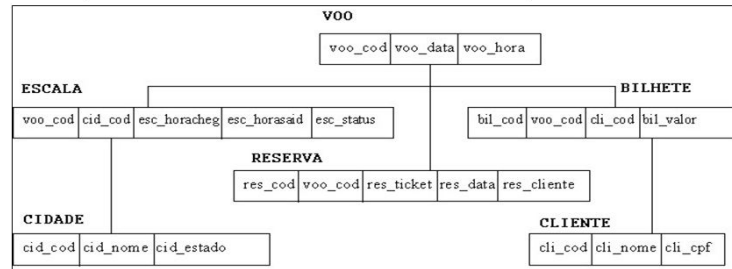 VOO
voo_cod voo_data voo_hora
ESCALA
BILHETE
voo_cod cid_cod esc_horacheg esc_horasaid esc_status
bil_cod voo_cod cli_cod bil_valor
RESERVA
res_cod voo_cod res_ticket res_data res_cliente
CIDADE
CLIENTE
cid_cod cid_nome cid_estado
cli_cod cli_nome cli_cpf